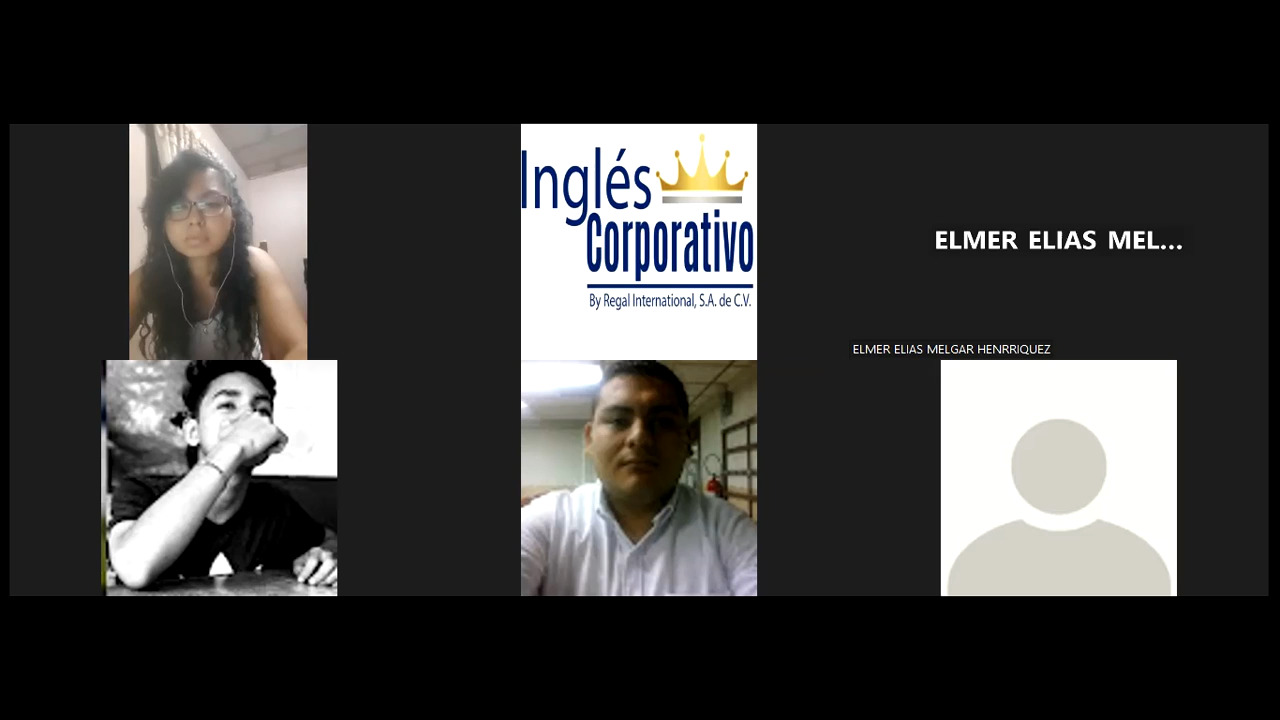 Inglés
Corporativo
By Regal International, S.A. de C.V.
ELMER ELIAS MEL...
ELMER ELIAS MELGAR HENRRIQUEZ